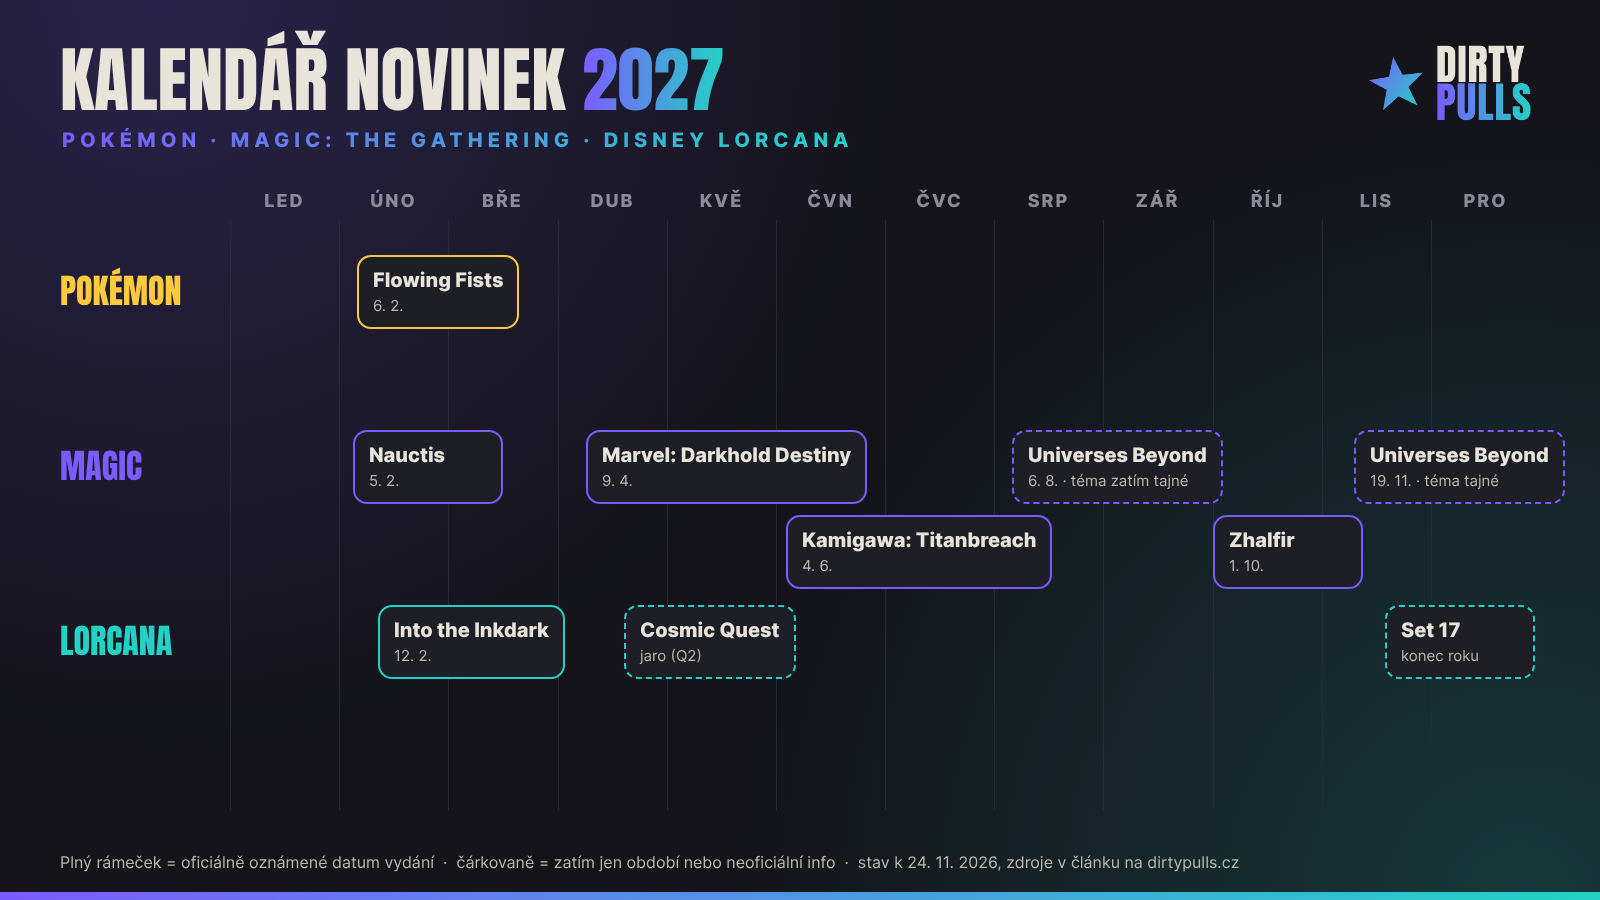 KALENDÁŘ NOVINEK 2027
DIRTY
PULLS
POKÉMON · MAGIC: THE GATHERING · DISNEY LORCANA
LED ÚNO BŘE DUB KVĚ ČVN ČVC SRP ZÁŘ ŘÍJ LIS PRO
POKÉMON
Flowing Fists
6. 2.
MAGIC
Nauctis
5. 2.
Marvel: Darkhold Destiny
9. 4.
Universes Beyond
6. 8. · téma zatím tajné
Universes Beyond
19. 11. · téma tajné
Kamigawa: Titanbreach
4. 6.
Zhalfir
1. 10.
LORCANA
Into the Inkdark
12. 2.
Cosmic Quest
jaro (Q2)
Set 17
konec roku
Plný rámeček = oficiálně oznámené datum vydání · čárkovaně = zatím jen období nebo neoficiální info · stav k 24. 11. 2026, zdroje v článku na dirtypulls.cz